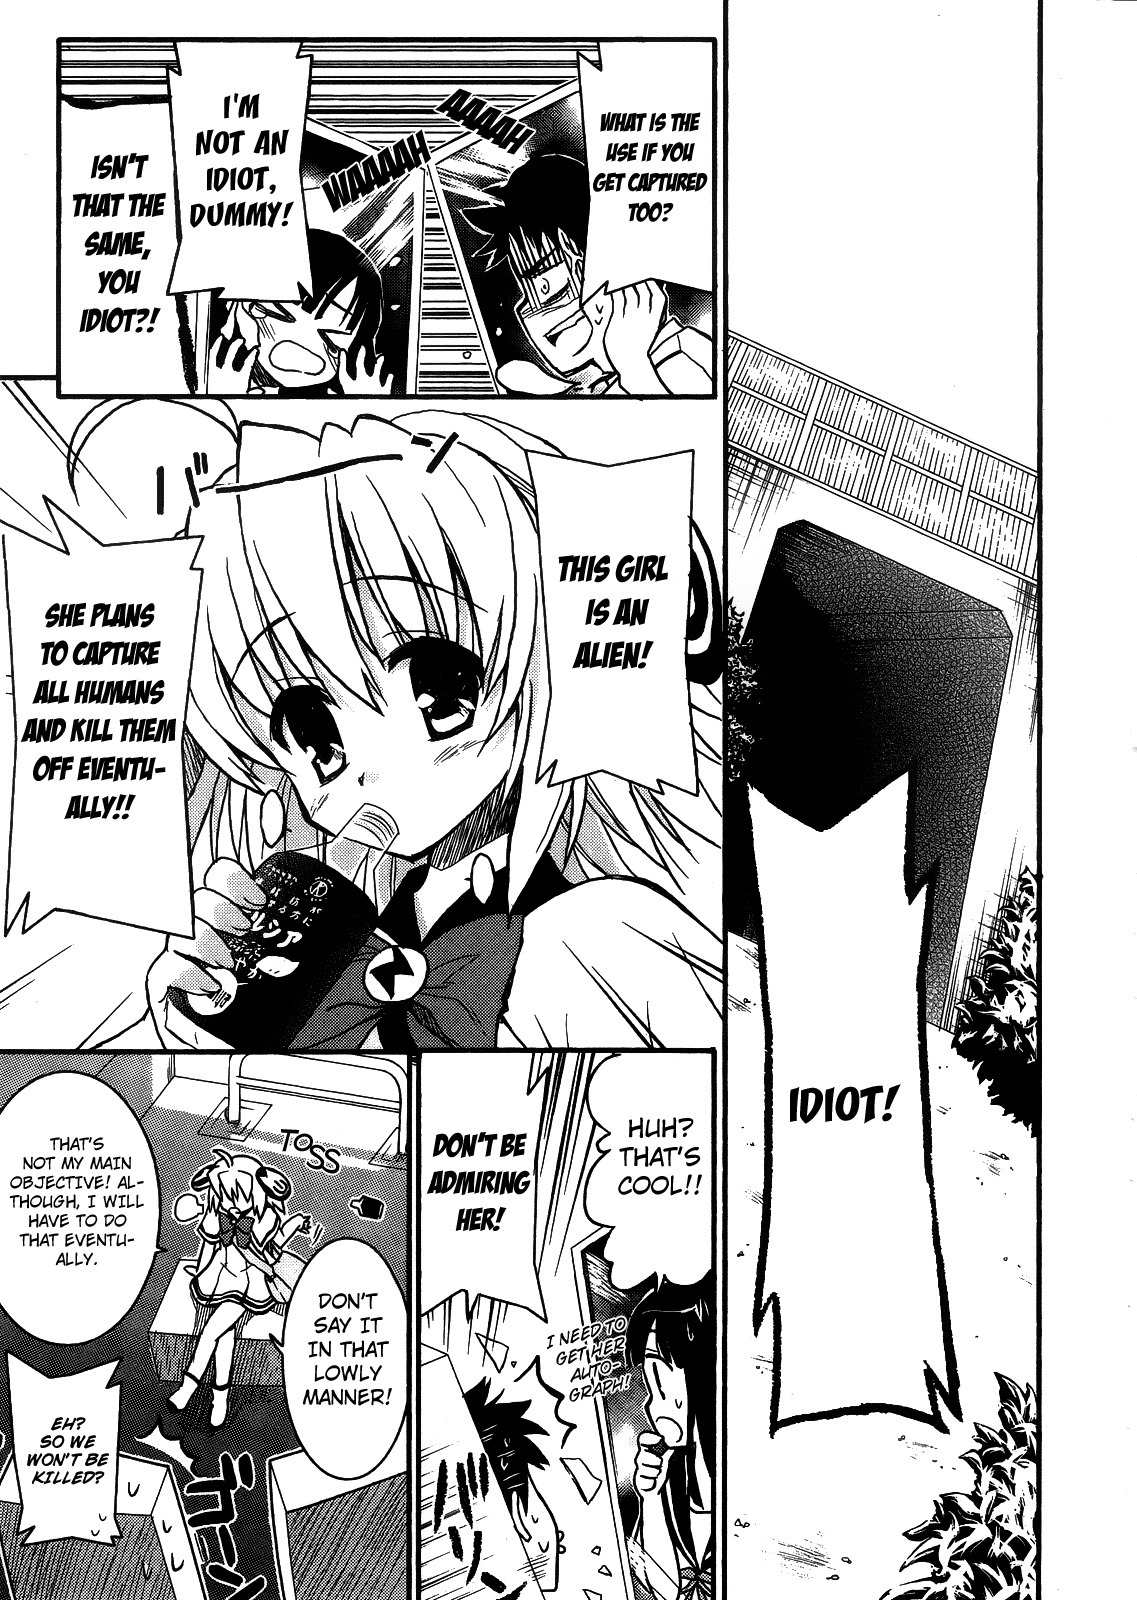 IDIOT!
WHAT IS THE
USE IF YOU
GET CAPTURED
TOO?
AAAAH
WAAAAH
I'M
NOT AN
IDIOT,
DUMMY!
ISN'T
THAT THE
SAME,
YOU
IDIOT?!
THIS GIRL
IS AN
ALIEN!
SHE PLANS
TO CAPTURE
ALL HUMANS
AND KILL THEM
OFF EVENTU-
ALLY!!
HUH?
THAT'S
COOL!!
I NEED TO
GET HER
AUTO-
GRAPH!
DON'T BE
ADMIRING
HER!
TOSS
DON'T
SAY IT
IN THAT
LOWLY
MANNER!
THAT'S
NOT MY MAIN
OBJECTIVE! AL-
THOUGH, I WILL
HAVE TO DO
THAT EVENTU-
ALLY.
EH?
SO WE
WON'T BE
KILLED?